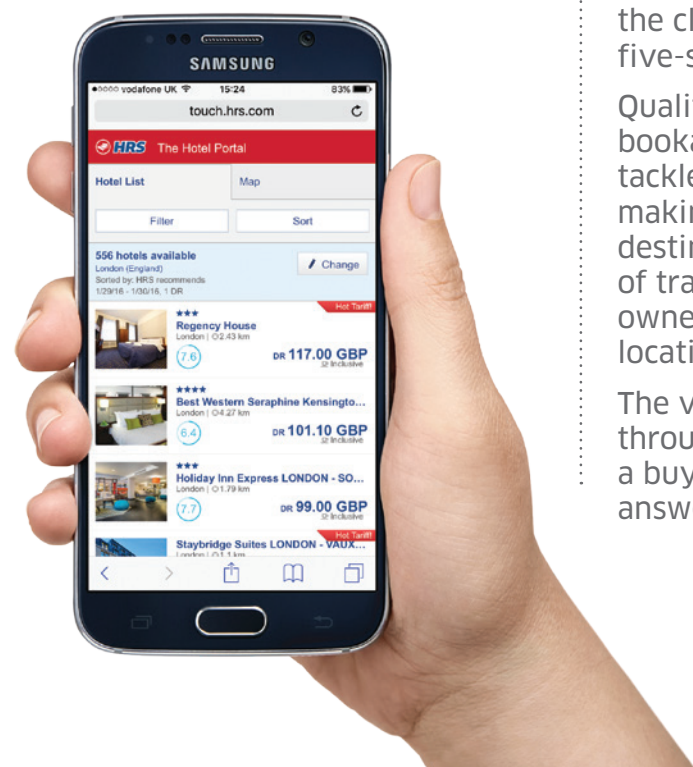 SAMSUNG
vodafone UK 15:24 83%
touch.hrs.com
HRS The Hotel Portal
Hotel List Map
Filter Sort
556 hotels available
London (England)
Sorted by: HRS recommends
1/29/16 - 1/30/16, 1 DR
Change
Hot Tariff!
Regency House
London | 2.43 km
7.6 DR 117.00 GBP
Inclusive
Best Western Seraphine Kensingto...
London | 4.27 km
6.4 DR 101.10 GBP
Inclusive
Holiday Inn Express LONDON - SO...
London | 1.79 km
7.7 DR 99.00 GBP
Inclusive
Hot Tariff!
Staybridge Suites LONDON - VAUX...
London | 1.1 km
the cl
five-s
Quali
booka
tackle
makin
destin
of tra
owne
locati
The v
throu
a buy
answ